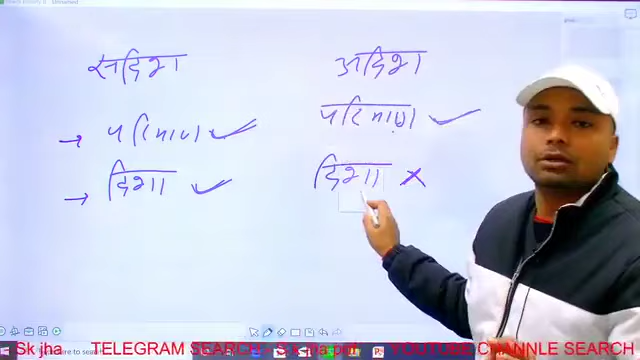 सदिश अदिश
→ परिमाण ✓ परिमाण ✓
→ दिशा ✓ दिशा ✗
Sk jha TELEGRAM SEARCH YOUTUBE CHANNLE SEARCH